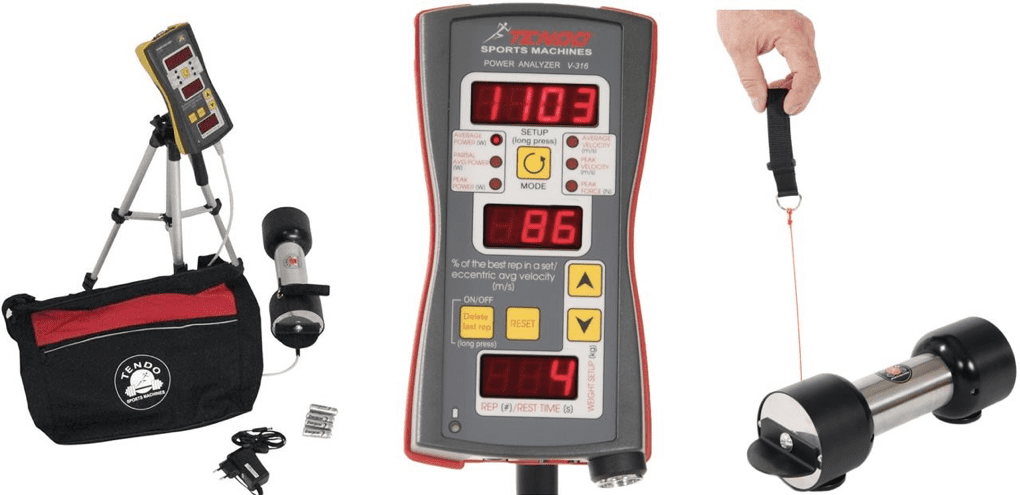 TENDO
SPORTS MACHINES
SPORTS MACHINES
POWER ANALYZER V-316
1103
AVERAGE
POWER (W)
PARTIAL
AVG POWER
(W)
PEAK
POWER (W)
SETUP
(long press)
MODE
AVERAGE
VELOCITY
(m/s)
PEAK
VELOCITY
(m/s)
PEAK
FORCE (N)
86
% of the best rep in a set/
eccentric avg velocity
(m/s)
ON/OFF
Delete
last rep
(long press)
RESET
4
WEIGHT SETUP (kg)
REP (#)/REST TIME (s)